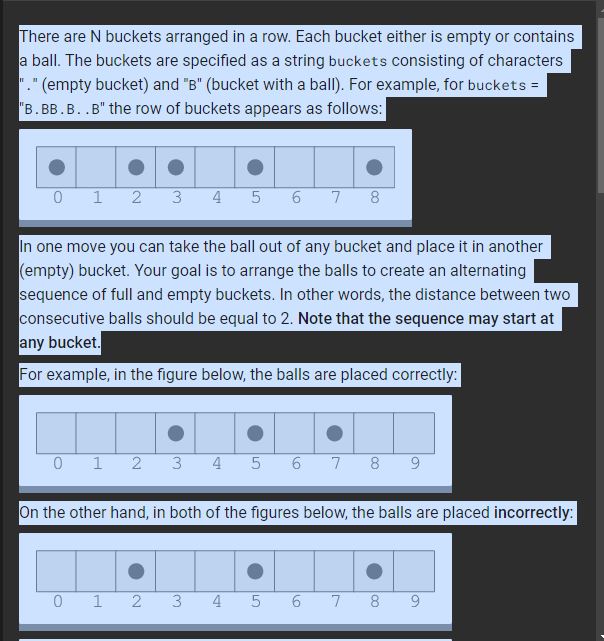 There are N buckets arranged in a row. Each bucket either is empty or contains
a ball. The buckets are specified as a string buckets consisting of characters
"." (empty bucket) and "B" (bucket with a ball). For example, for buckets =
"B.BB.B..B" the row of buckets appears as follows:
0 1 2 3 4 5 6 7 8
In one move you can take the ball out of any bucket and place it in another
(empty) bucket. Your goal is to arrange the balls to create an alternating
sequence of full and empty buckets. In other words, the distance between two
consecutive balls should be equal to 2. Note that the sequence may start at
any bucket.
For example, in the figure below, the balls are placed correctly:
0 1 2 3 4 5 6 7 8 9
On the other hand, in both of the figures below, the balls are placed incorrectly:
0 1 2 3 4 5 6 7 8 9